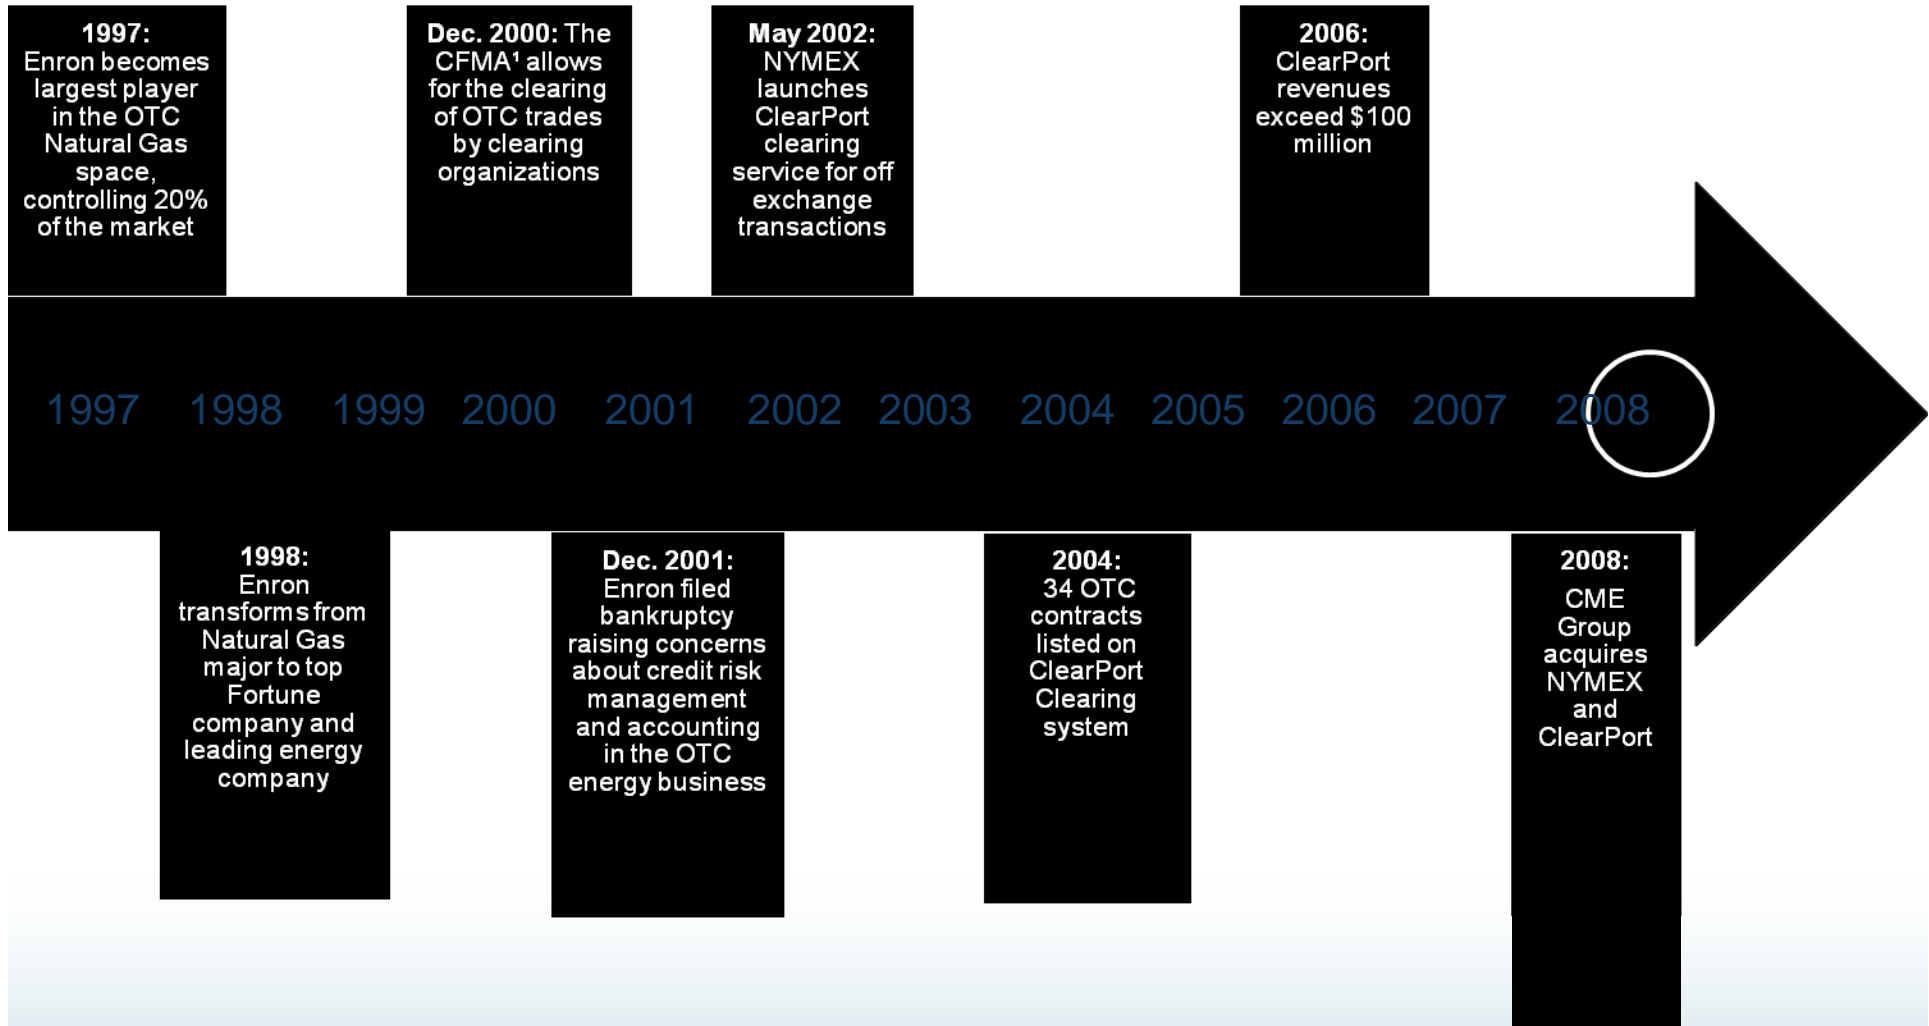 1997:
Enron becomes
largest player
in the OTC
Natural Gas
space,
controlling 20%
of the market
Dec. 2000: The
CFMA¹ allows
for the clearing
of OTC trades
by clearing
organizations
May 2002:
NYMEX
launches
ClearPort
clearing
service for off
exchange
transactions
2006:
ClearPort
revenues
exceed $100
million
1997 1998 1999 2000 2001 2002 2003 2004 2005 2006 2007 2008
1998:
Enron
transforms from
Natural Gas
major to top
Fortune
company and
leading energy
company
Dec. 2001:
Enron filed
bankruptcy
raising concerns
about credit risk
management
and accounting
in the OTC
energy business
2004:
34 OTC
contracts
listed on
ClearPort
Clearing
system
2008:
CME
Group
acquires
NYMEX
and
ClearPort